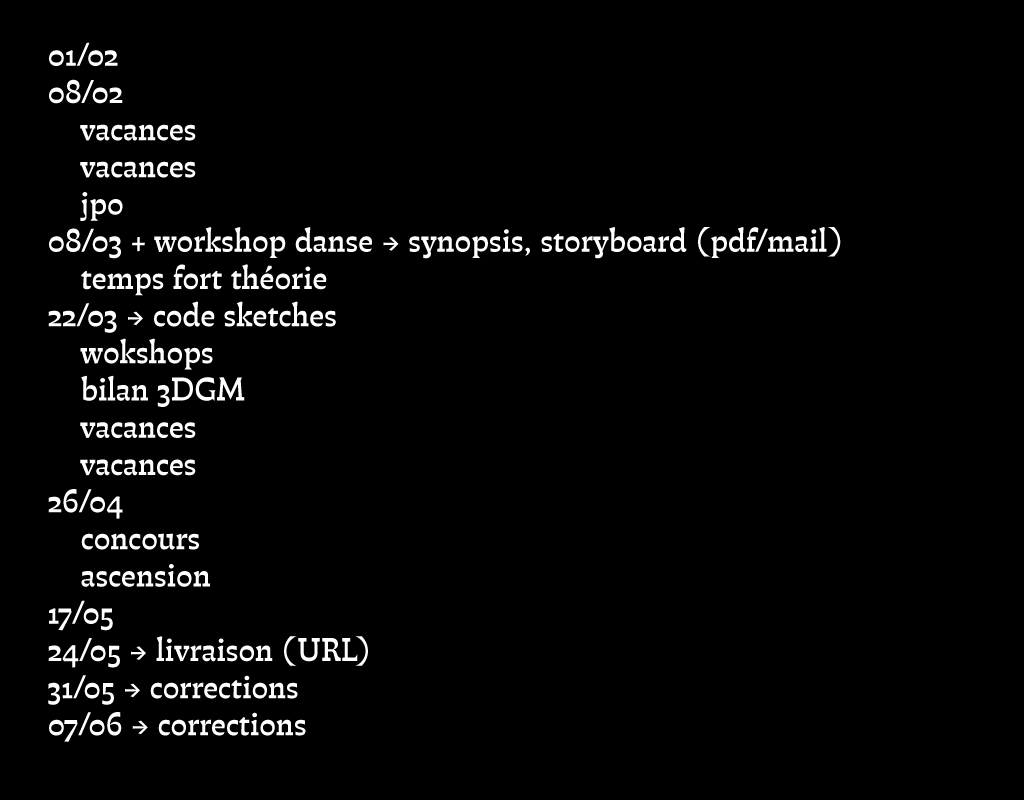 01/02
08/02
vacances
vacances
jpo
08/03 + workshop danse → synopsis, storyboard (pdf/mail)
temps fort théorie
22/03 → code sketches
wokshops
bilan 3DGM
vacances
vacances
26/04
concours
ascension
17/05
24/05 → livraison (URL)
31/05 → corrections
07/06 → corrections